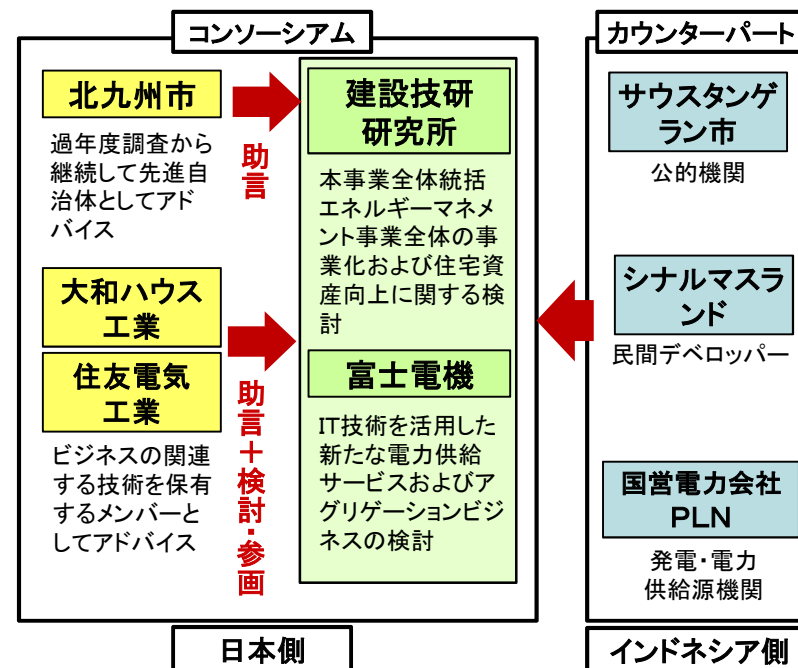 コンソーシアム
北九州市
過年度調査から
継続して先進自
治体としてアド
バイス
助言
建設技研
研究所
本事業全体統括
エネルギーマネメ
ント事業全体の事
業化および住宅資
産向上に関する検
討
大和ハウス
工業
住友電気
工業
ビジネスの関連
する技術を保有
するメンバーと
してアドバイス
助言＋検討・参画
富士電機
IT技術を活用した
新たな電力供給
サービスおよびア
グリゲーションビジ
ネスの検討
日本側
カウンターパート
サウスタンゲ
ラン市
公的機関
シナルマスラ
ンド
民間デベロッパー
国営電力会社
ＰＬＮ
発電・電力
供給源機関
インドネシア側